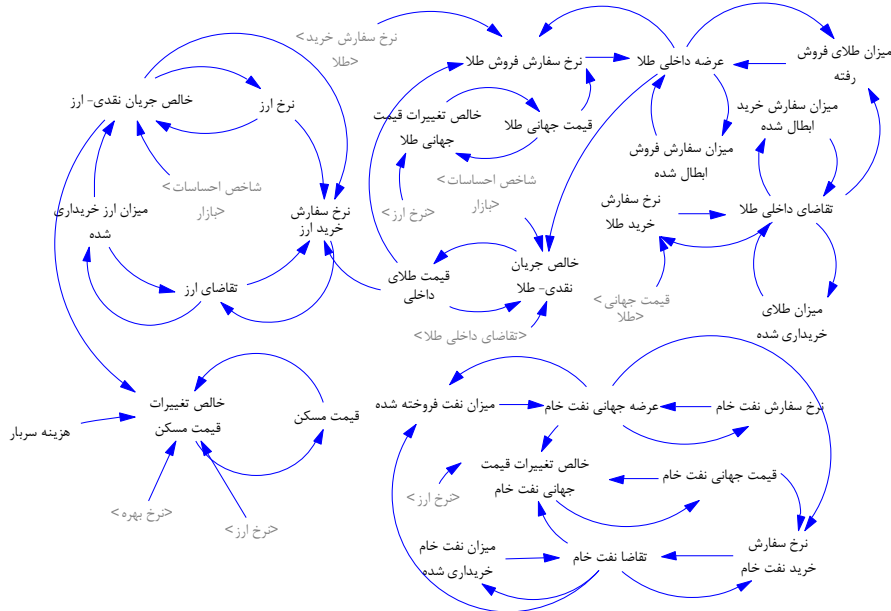 <نرخ سفارش خرید
طلا>
نرخ سفارش فروش طلا
عرضه داخلی طلا
میزان طلای فروش
رفته
خالص جریان نقدی- ارز
نرخ ارز
خالص تغییرات قیمت
جهانی طلا
قیمت جهانی طلا
میزان سفارش خرید
ابطال شده
میزان سفارش فروش
ابطال شده
<شاخص احساسات
بازار>
<شاخص احساسات
بازار>
<نرخ ارز>
میزان ارز خریداری
شده
نرخ سفارش
خرید ارز
نرخ سفارش
خرید طلا
تقاضای داخلی طلا
تقاضای ارز
قیمت طلای
داخلی
خالص جریان
نقدی- طلا
<قیمت جهانی
طلا>
میزان طلای
خریداری شده
<تقاضای داخلی طلا>
خالص تغییرات
قیمت مسکن
قیمت مسکن
هزینه سربار
<نرخ بهره>
<نرخ ارز>
میزان نفت فروخته شده
عرضه جهانی نفت خام
نرخ سفارش نفت خام
خالص تغییرات قیمت
جهانی نفت خام
قیمت جهانی نفت خام
<نرخ ارز>
میزان نفت خام
خریداری شده
تقاضا نفت خام
نرخ سفارش
خرید نفت خام